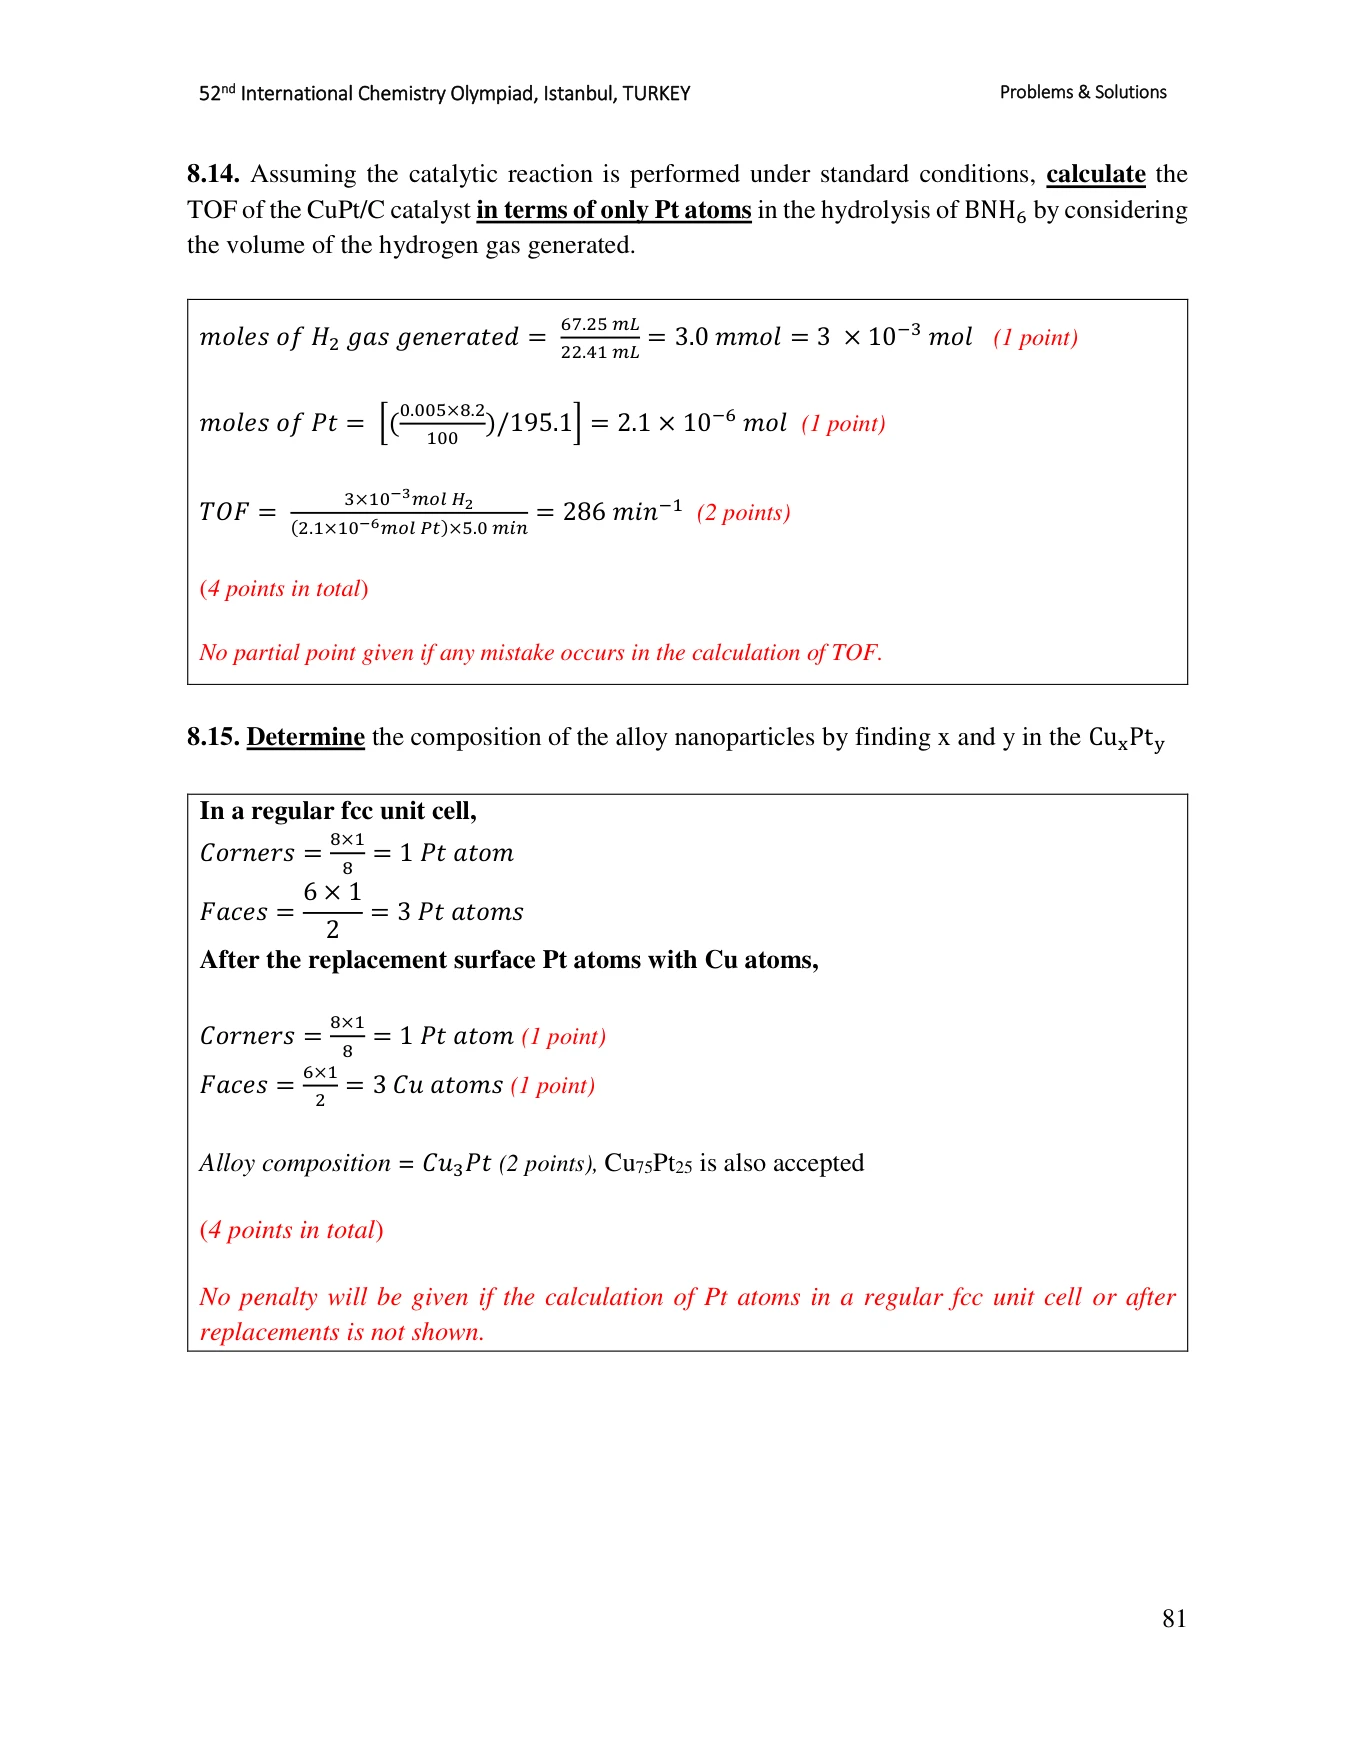 52nd International Chemistry Olympiad, Istanbul, TURKEY Problems & Solutions
8.14. Assuming the catalytic reaction is performed under standard conditions, calculate the
TOF of the CuPt/C catalyst in terms of only Pt atoms in the hydrolysis of BNH₆ by considering
the volume of the hydrogen gas generated.
moles of H₂ gas generated = 67.25 mL / 22.41 mL = 3.0 mmol = 3 × 10⁻³ mol (1 point)
moles of Pt = [(0.005×8.2 / 100)/195.1] = 2.1 × 10⁻⁶ mol (1 point)
TOF = 3×10⁻³mol H₂ / (2.1×10⁻⁶mol Pt)×5.0 min = 286 min⁻¹ (2 points)
(4 points in total)
No partial point given if any mistake occurs in the calculation of TOF.
8.15. Determine the composition of the alloy nanoparticles by finding x and y in the CuₓPt_y
In a regular fcc unit cell,
Corners = 8×1 / 8 = 1 Pt atom
Faces = 6 × 1 / 2 = 3 Pt atoms
After the replacement surface Pt atoms with Cu atoms,
Corners = 8×1 / 8 = 1 Pt atom (1 point)
Faces = 6×1 / 2 = 3 Cu atoms (1 point)
Alloy composition = Cu₃Pt (2 points), Cu₇₅Pt₂₅ is also accepted
(4 points in total)
No penalty will be given if the calculation of Pt atoms in a regular fcc unit cell or after
replacements is not shown.
81